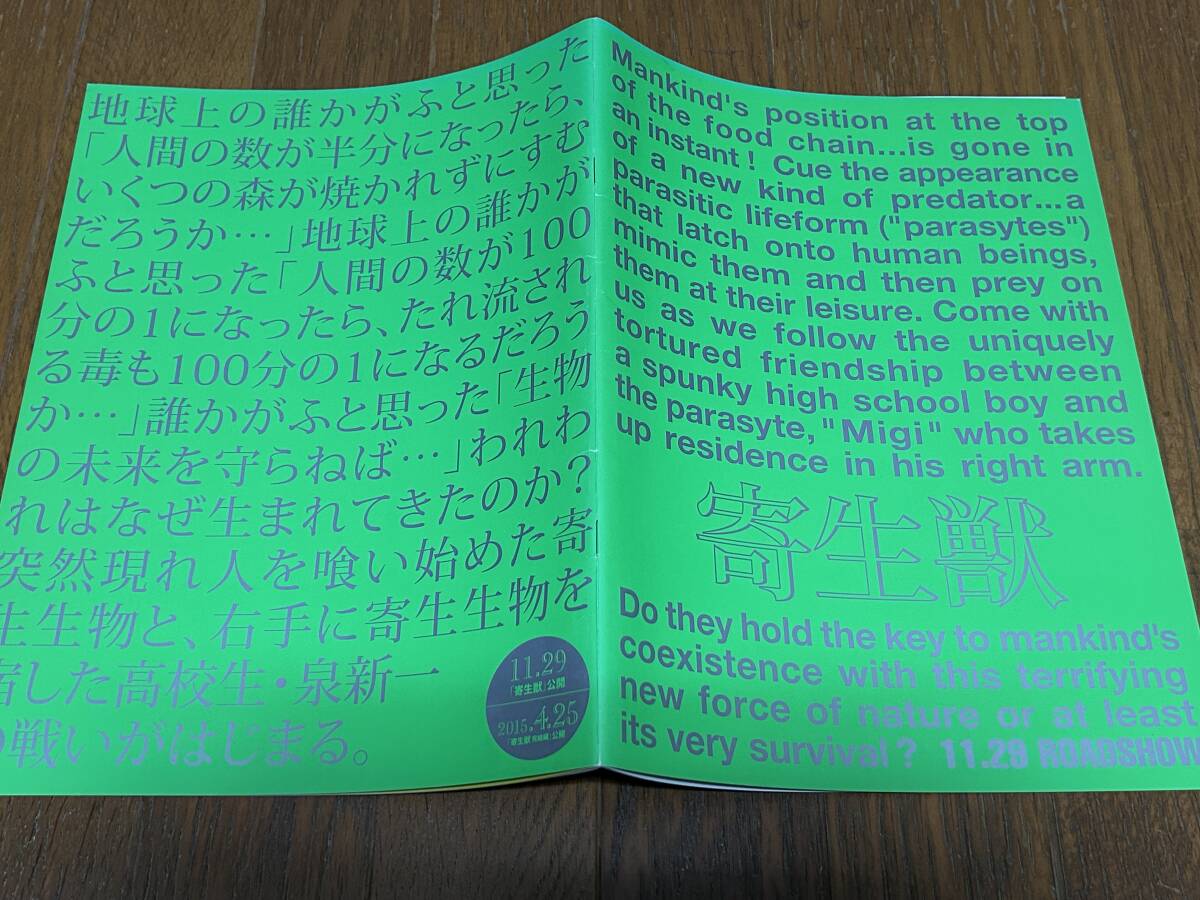 地球上の誰かがふと思った
「人間の数が半分になったら、
いくつの森が焼かれずにすむ
だろうか…」地球上の誰かが
ふと思った「人間の数が100
分の1になったら、たれ流され
る毒も100分の1になるだろう
か…」誰かがふと思った「生物
の未来を守らねば…」われわ
れはなぜ生まれてきたのか?
突然現れ人を喰い始めた寄
生生物と、右手に寄生生物を
宿した高校生・泉新一
の戦いがはじまる。
11.29
「寄生獣」公開
2015.4.25
「寄生獣 完結編」公開
Mankind's position at the top
of the food chain...is gone in
an instant! Cue the appearance
of a new kind of predator...a
parasitic lifeform ("parasytes")
that latch onto human beings,
mimic them and then prey on
them at their leisure. Come with
us as we follow the uniquely
tortured friendship between
a spunky high school boy and
the parasyte, "Migi" who takes
up residence in his right arm.
寄生獣
Do they hold the key to mankind's
coexistence with this terrifying
new force of nature or at least
its very survival? 11.29 ROADSHOW